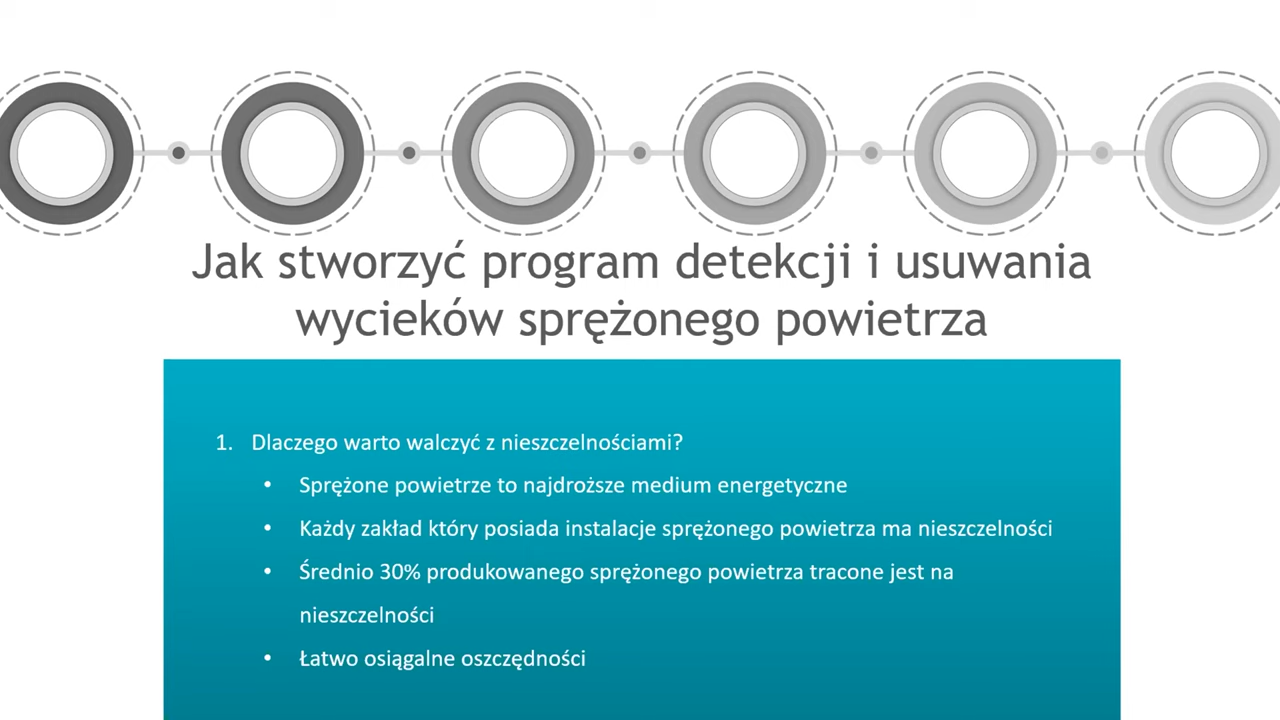 Jak stworzyć program detekcji i usuwania
wycieków sprężonego powietrza
1. Dlaczego warto walczyć z nieszczelnościami?
• Sprężone powietrze to najdroższe medium energetyczne
• Każdy zakład który posiada instalacje sprężonego powietrza ma nieszczelności
• Średnio 30% produkowanego sprężonego powietrza tracone jest na
nieszczelności
• Łatwo osiągalne oszczędności